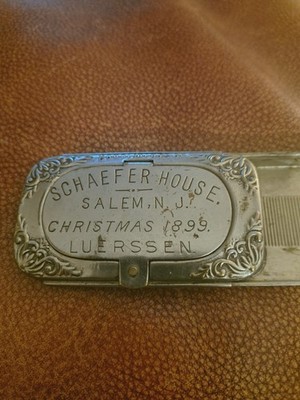 SCHAEFER HOUSE.
SALEM, N. J.
CHRISTMAS 1899.
LUERSSEN